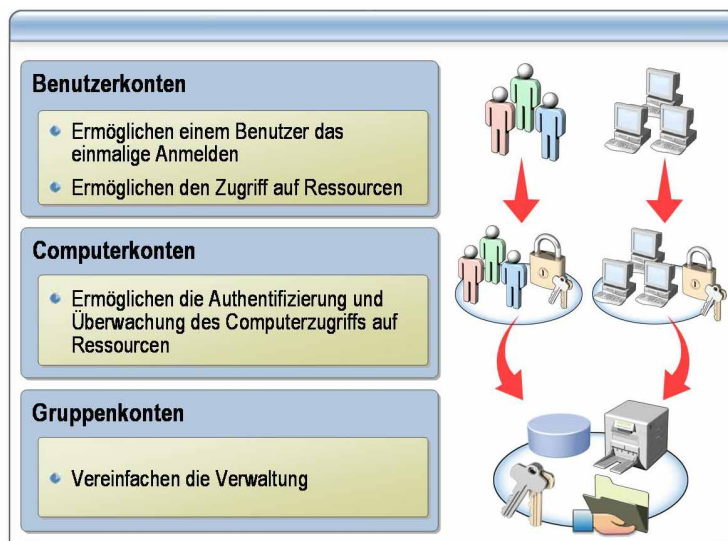 Benutzerkonten
Ermöglichen einem Benutzer das
einmalige Anmelden
Ermöglichen den Zugriff auf Ressourcen
Computerkonten
Ermöglichen die Authentifizierung und
Überwachung des Computerzugriffs auf
Ressourcen
Gruppenkonten
Vereinfachen die Verwaltung